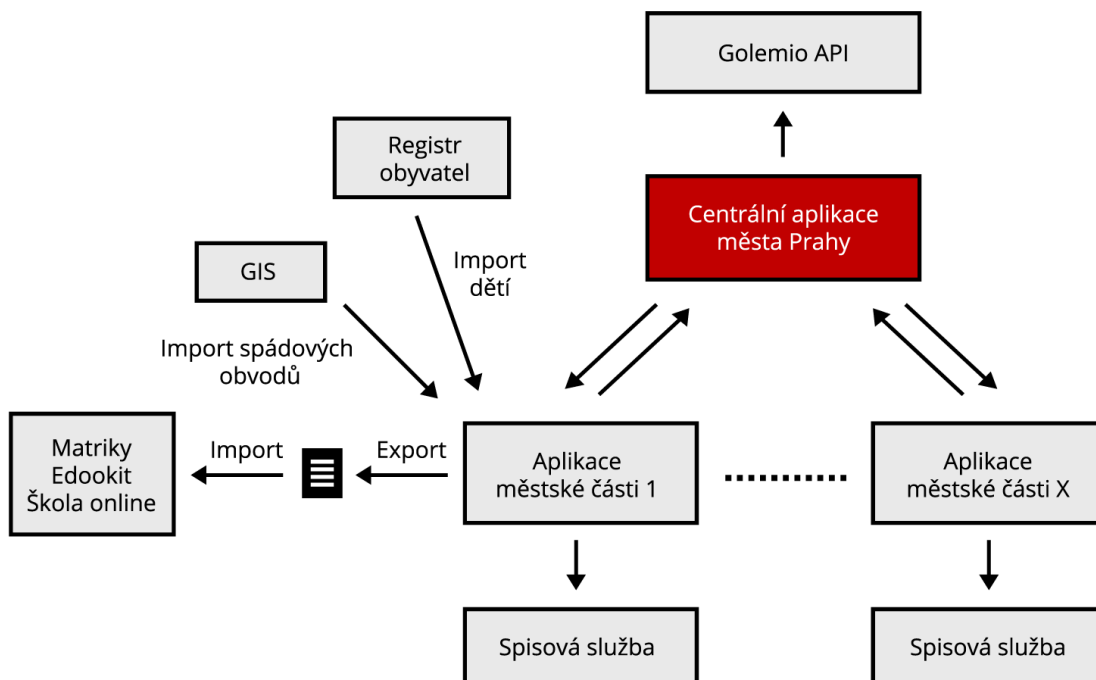 Golemio API
Registr
obyvatel
Centrální aplikace
města Prahy
GIS
Import
dětí
Import spádových
obvodů
Matriky
Edookit
Škola online
Import
Export
Aplikace
městské části 1
Aplikace
městské části X
Spisová služba
Spisová služba